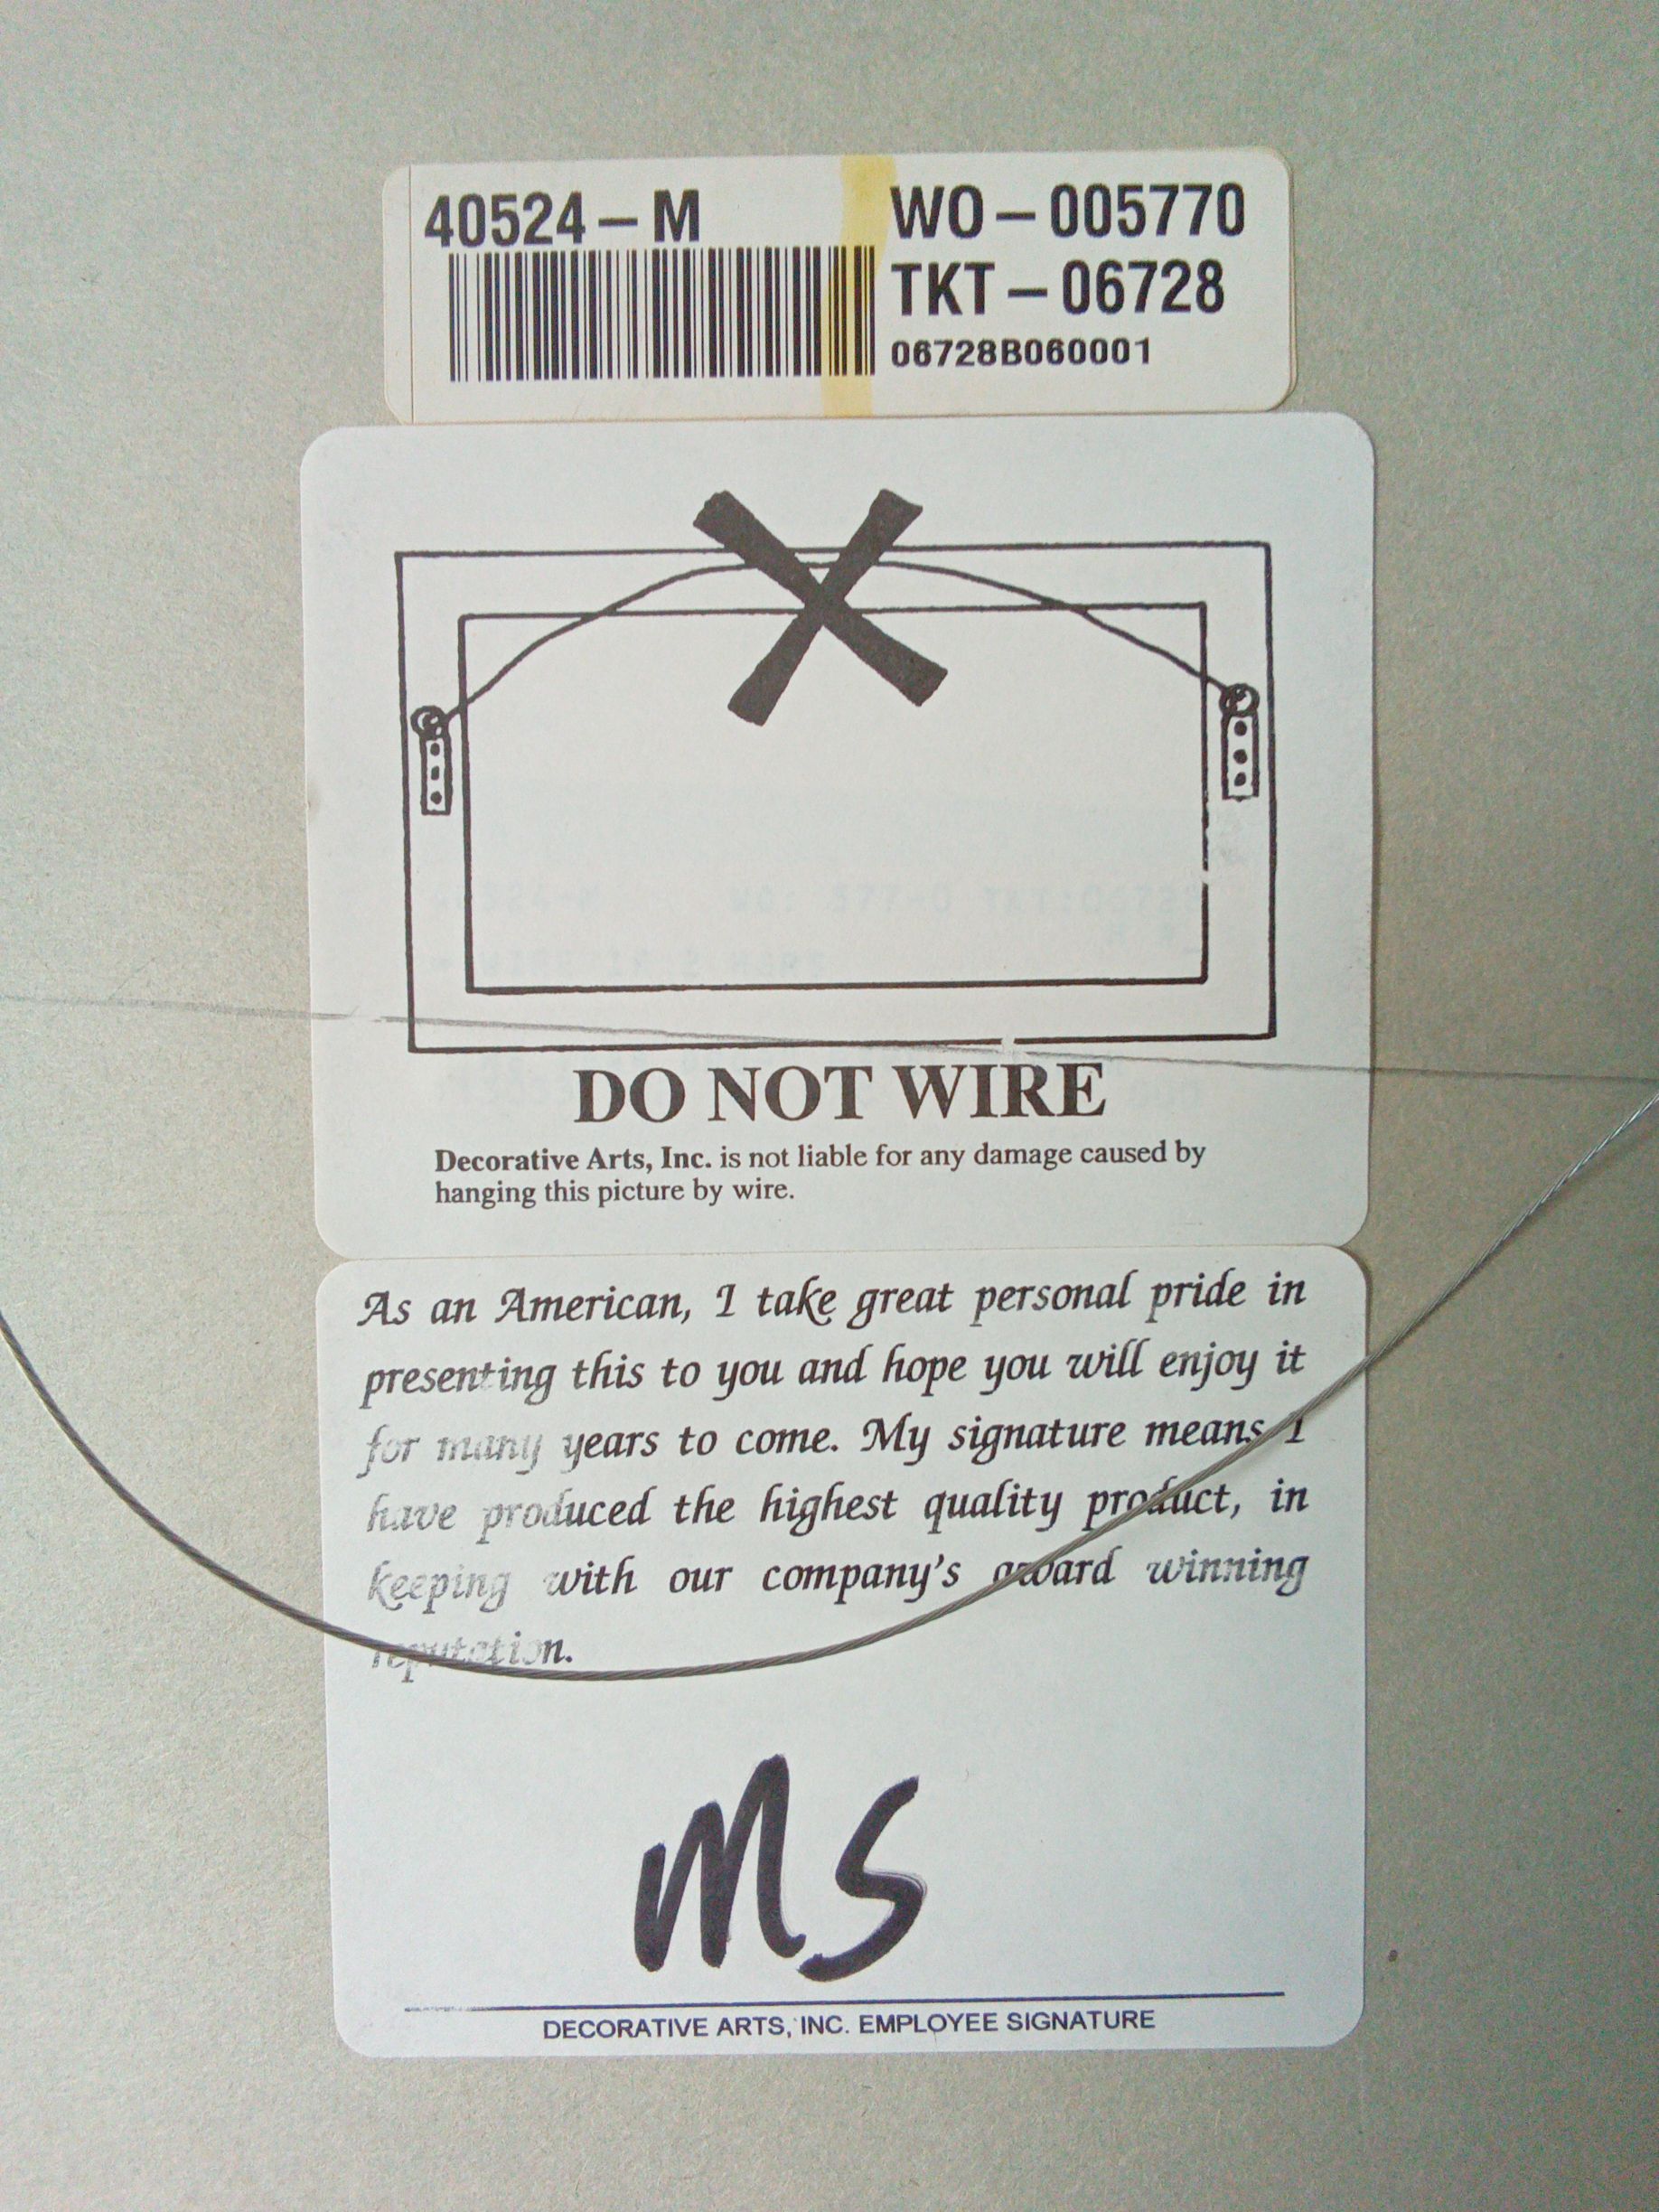 40524-M
WO-005770
TKT-06728
06728B060001
DO NOT WIRE
Decorative Arts, Inc. is not liable for any damage caused by
hanging this picture by wire.
As an American, I take great personal pride in
presenting this to you and hope you will enjoy it
for many years to come. My signature means I
have produced the highest quality product, in
keeping with our company's award winning
reputation.
MS
DECORATIVE ARTS, INC. EMPLOYEE SIGNATURE